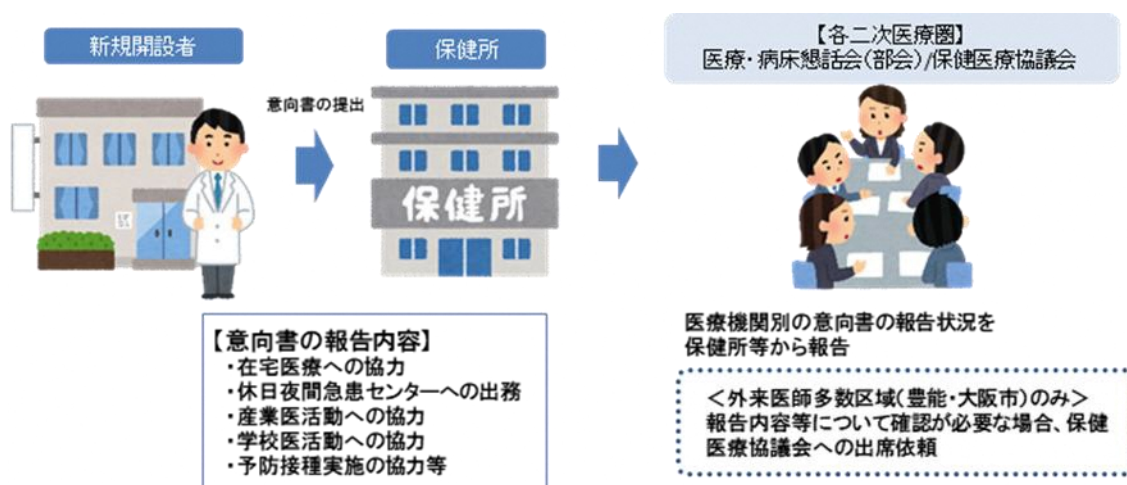 新規開設者
保健所
【各二次医療圏】
医療・病床懇話会(部会)/保健医療協議会
意向書の提出
保健所
【意向書の報告内容】
・在宅医療への協力
・休日夜間急患センターへの出務
・産業医活動への協力
・学校医活動への協力
・予防接種実施の協力等
医療機関別の意向書の報告状況を
保健所等から報告
＜外来医師多数区域(豊能・大阪市)のみ＞
報告内容等について確認が必要な場合、保健
医療協議会への出席依頼